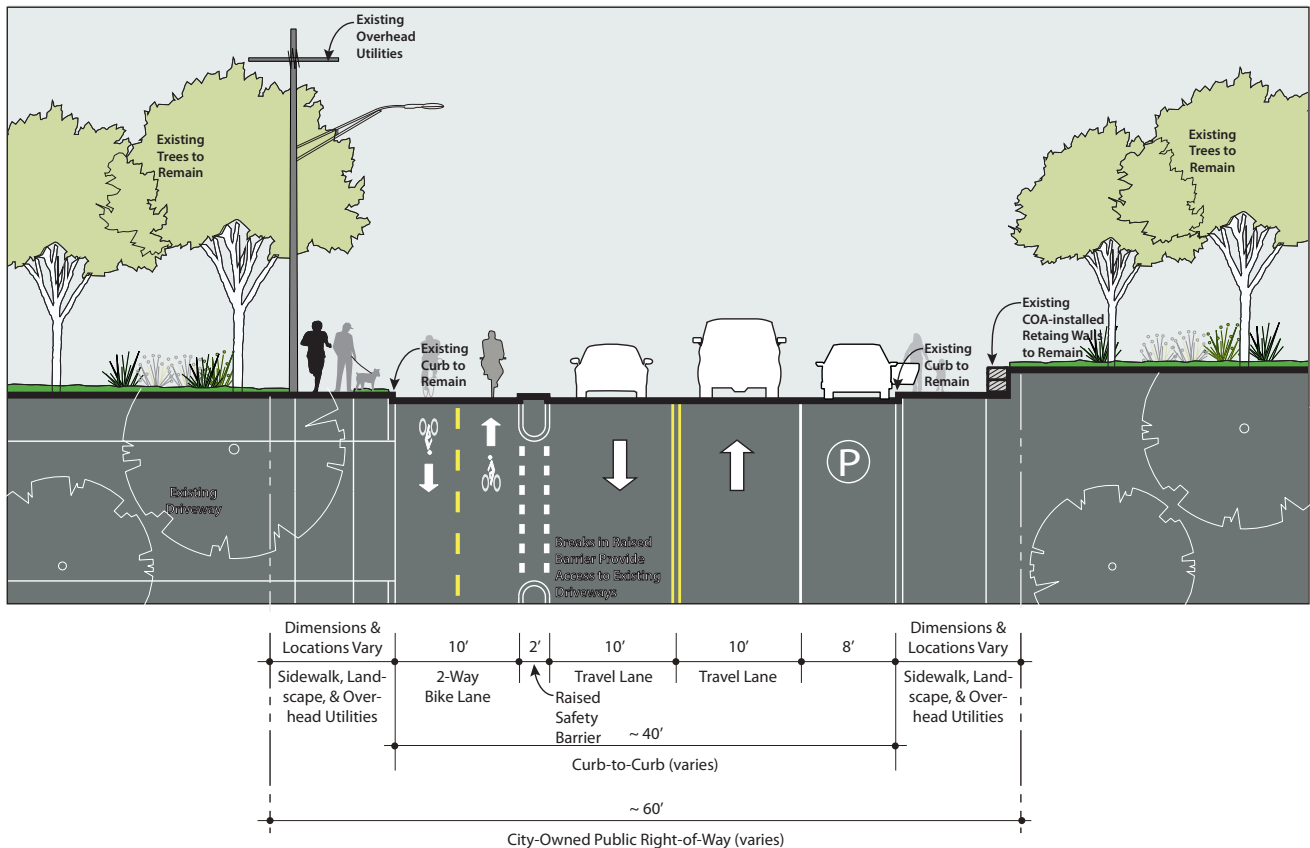 Existing
Overhead
Utilities
Existing
Trees to
Remain
Existing
Trees to
Remain
Existing
COA-installed
Retaing Walls
to Remain
Existing
Curb to
Remain
Existing
Curb to
Remain
P
Existing
Driveway
Breaks in Raised
Barrier Provide
Access to Existing
Driveways
Dimensions &
Locations Vary
10’
2’
10’
10’
8’
Dimensions &
Locations Vary
Sidewalk, Land-
scape, & Over-
head Utilities
2-Way
Bike Lane
Raised
Safety
Barrier
Travel Lane
Travel Lane
Sidewalk, Land-
scape, & Over-
head Utilities
~ 40’
Curb-to-Curb (varies)
~ 60’
City-Owned Public Right-of-Way (varies)